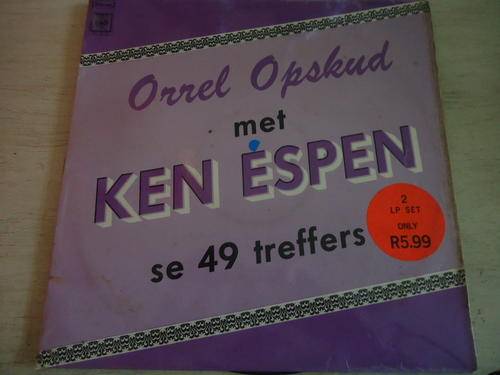 Orrel Opskud
met
KEN ESPEN
se 49 treffers
2
LP SET
ONLY
R5.99